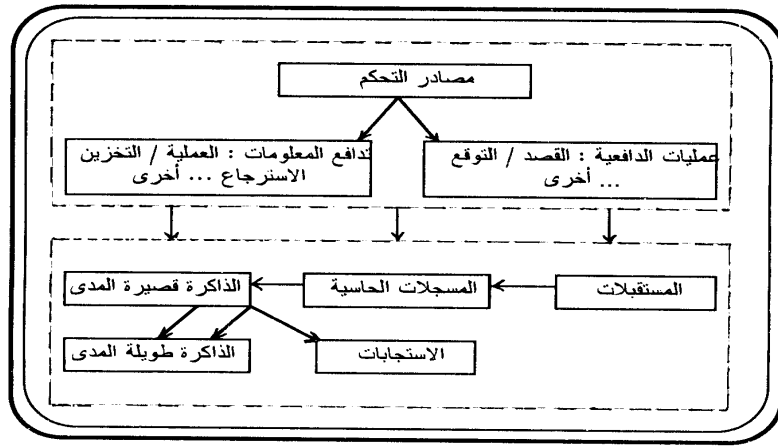 مصادر التحكم
عمليات الدافعية : القصد / التوقع
... أخرى
تدافع المعلومات : العملية / التخزين
الاسترجاع ... أخرى
المستقبلات
المسجلات الحاسية
الذاكرة قصيرة المدى
الاستجابات
الذاكرة طويلة المدى